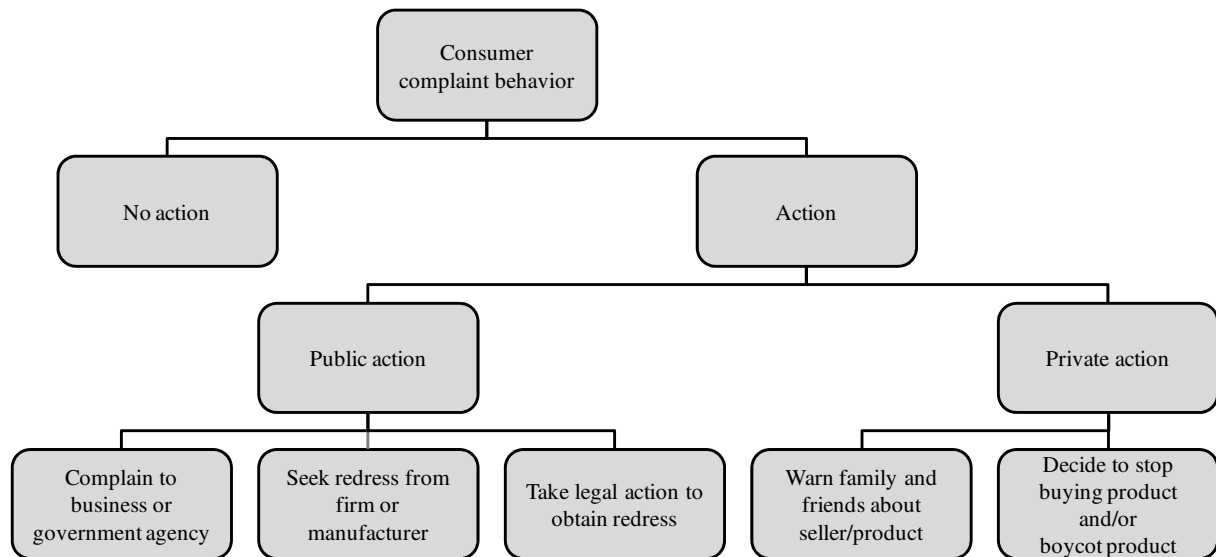 Consumer
complaint behavior
No action
Action
Public action
Private action
Complain to
business or
government agency
Seek redress from
firm or
manufacturer
Take legal action to
obtain redress
Warn family and
friends about
seller/product
Decide to stop
buying product
and/or
boycot product